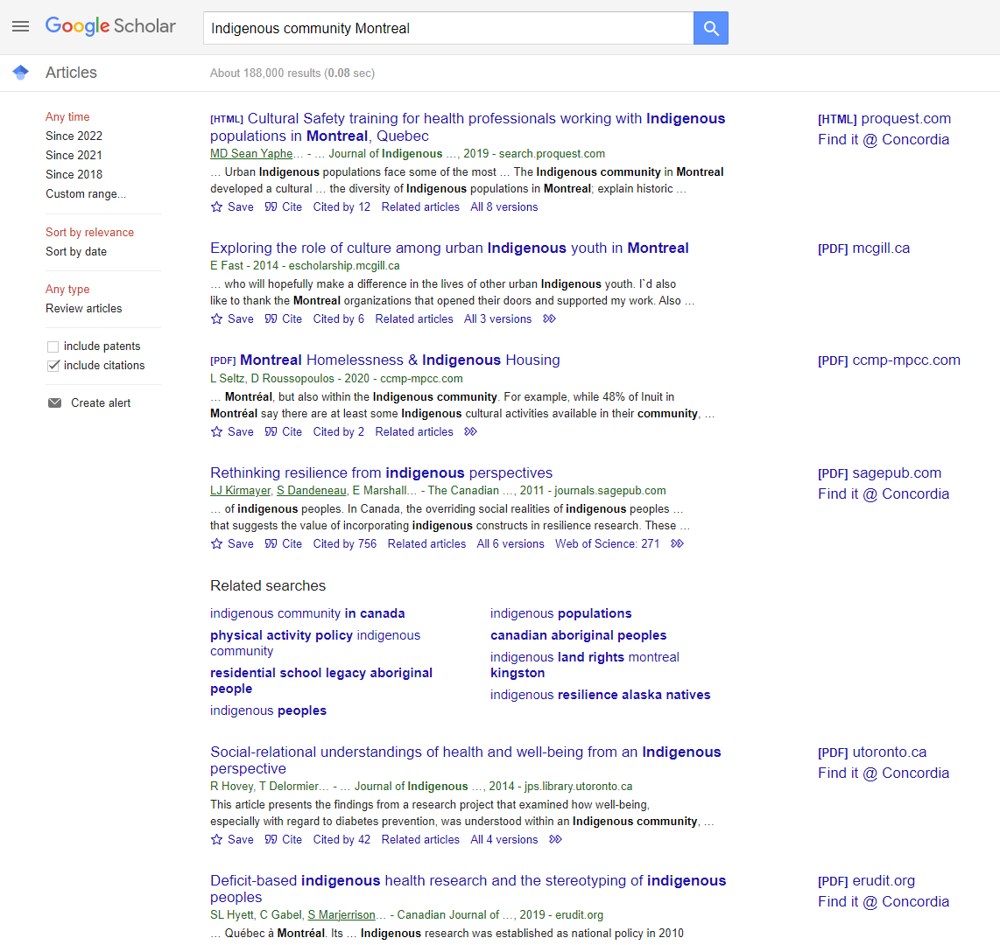 Google Scholar
Indigenous community Montreal
Articles
About 188,000 results (0.08 sec)
Any time
Since 2022
Since 2021
Since 2018
Custom range...
Sort by relevance
Sort by date
Any type
Review articles
include patents
include citations
Create alert
[HTML] Cultural Safety training for health professionals working with Indigenous
populations in Montreal, Quebec
MD Sean Yaphe… - … Journal of Indigenous …, 2019 - search.proquest.com
… Urban Indigenous populations face some of the most … The Indigenous community in Montreal
developed a cultural … the diversity of Indigenous populations in Montreal; explain historic …
Save Cite Cited by 12 Related articles All 8 versions
[HTML] proquest.com
Find it @ Concordia
Exploring the role of culture among urban Indigenous youth in Montreal
E Fast - 2014 - escholarship.mcgill.ca
… who will hopefully make a difference in the lives of other urban Indigenous youth. I`d also
like to thank the Montreal organizations that opened their doors and supported my work. Also …
Save Cite Cited by 6 Related articles All 3 versions
[PDF] mcgill.ca
[PDF] Montreal Homelessness & Indigenous Housing
L Seltz, D Roussopoulos - 2020 - ccmp-mpcc.com
… Montréal, but also within the Indigenous community. For example, while 48% of Inuit in
Montréal say there are at least some Indigenous cultural activities available in their community, …
Save Cite Cited by 2 Related articles
[PDF] ccmp-mpcc.com
Rethinking resilience from indigenous perspectives
LJ Kirmayer, S Dandeneau, E Marshall… - The Canadian …, 2011 - journals.sagepub.com
… of indigenous peoples. In Canada, the overriding social realities of indigenous peoples …
that suggests the value of incorporating indigenous constructs in resilience research. These …
Save Cite Cited by 756 Related articles All 6 versions Web of Science: 271
[PDF] sagepub.com
Find it @ Concordia
Related searches
indigenous community in canada
physical activity policy indigenous
community
residential school legacy aboriginal
people
indigenous peoples
indigenous populations
canadian aboriginal peoples
indigenous land rights montreal
kingston
indigenous resilience alaska natives
Social-relational understandings of health and well-being from an Indigenous
perspective
R Hovey, T Delormier… - … Journal of Indigenous …, 2014 - jps.library.utoronto.ca
This article presents the findings from a research project that examined how well-being,
especially with regard to diabetes prevention, was understood within an Indigenous community, …
Save Cite Cited by 42 Related articles All 4 versions
[PDF] utoronto.ca
Find it @ Concordia
Deficit-based indigenous health research and the stereotyping of indigenous
peoples
SL Hyett, C Gabel, S Marjerrison… - Canadian Journal of …, 2019 - erudit.org
… Québec à Montréal. Its … Indigenous research was established as national policy in 2010
[PDF] erudit.org
Find it @ Concordia